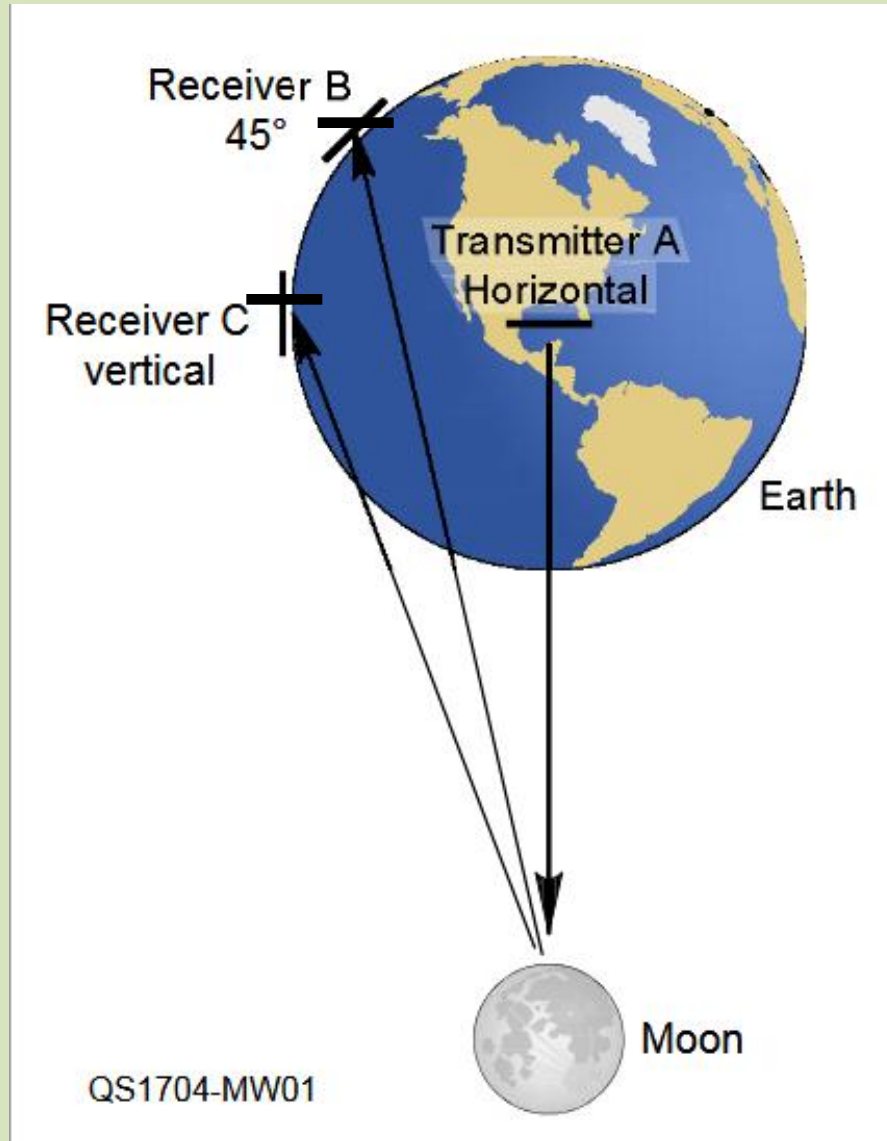 Receiver B
45°
Transmitter A
Horizontal
Receiver C
vertical
Earth
Moon
QS1704-MW01